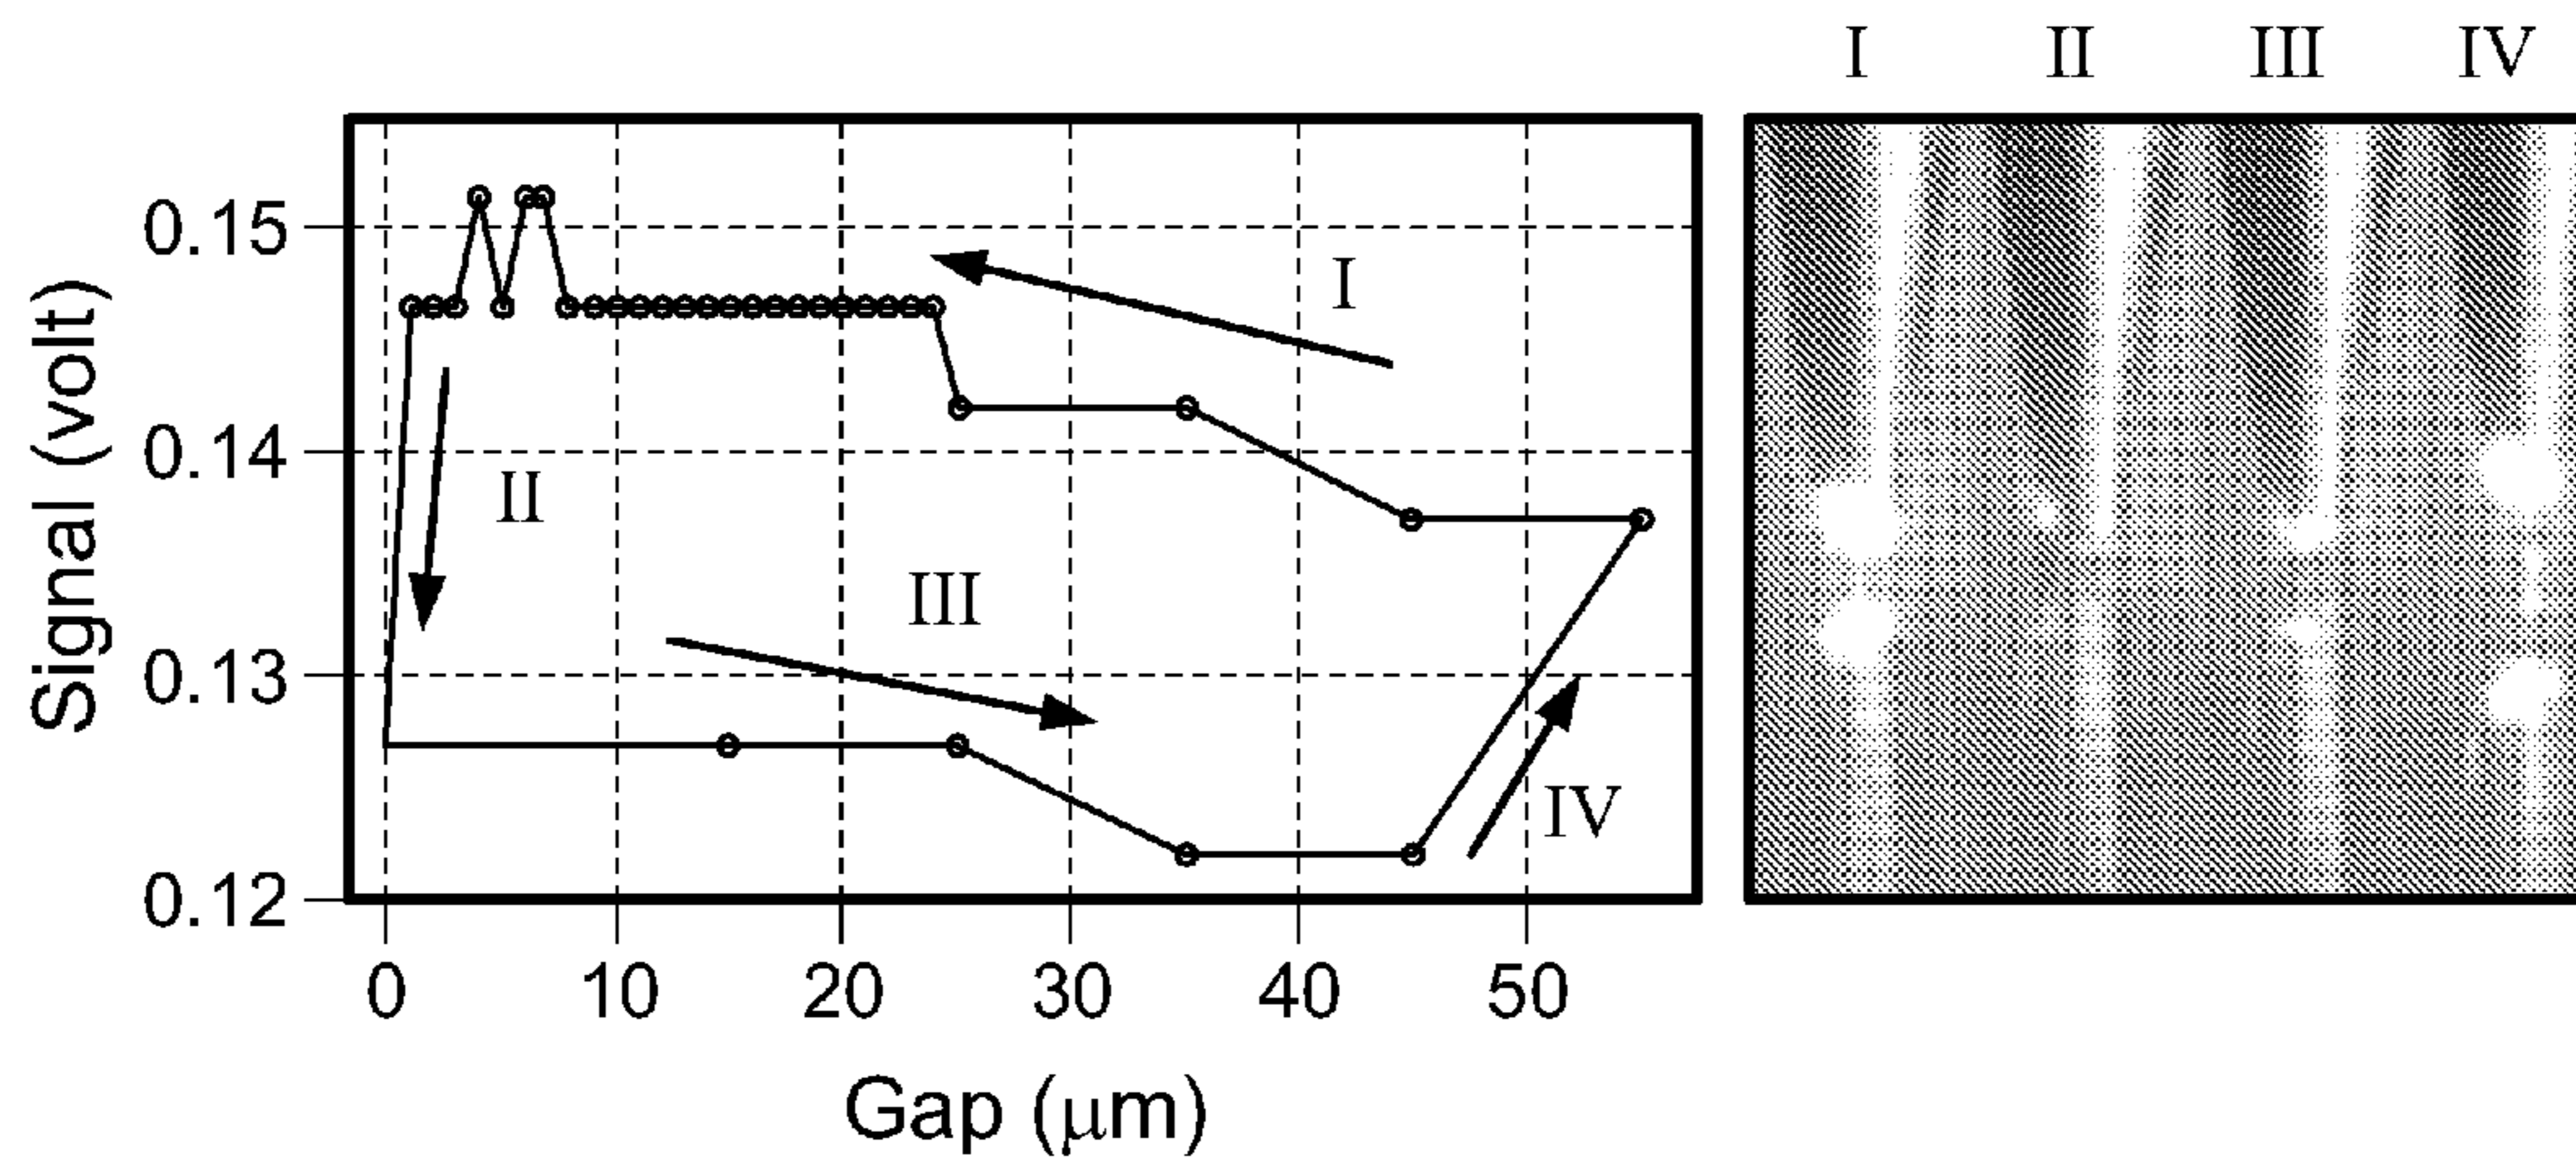 I II III IV
Signal (volt)
0.15
0.14
0.13
0.12
I
II
III
IV
0 10 20 30 40 50
Gap (μm)